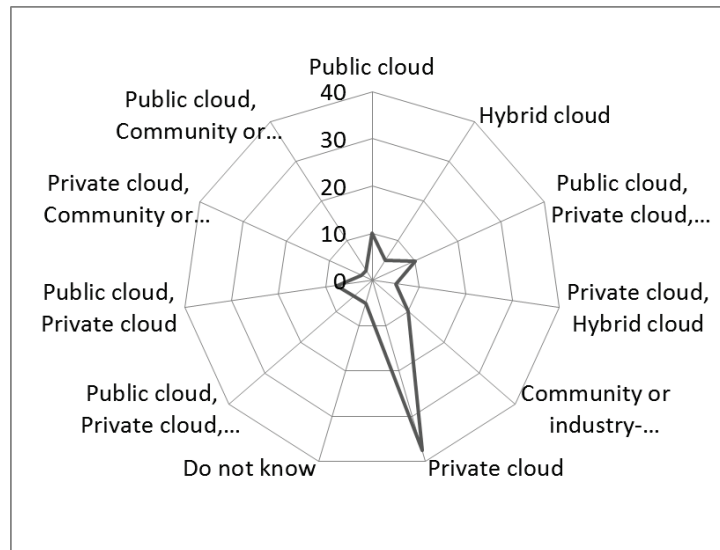 Public cloud
40
30
20
10
0
Hybrid cloud
Public cloud,
Private cloud,...
Private cloud,
Hybrid cloud
Community or
industry-...
Private cloud
Do not know
Public cloud,
Private cloud,...
Public cloud,
Private cloud
Private cloud,
Community or...
Public cloud,
Community or...